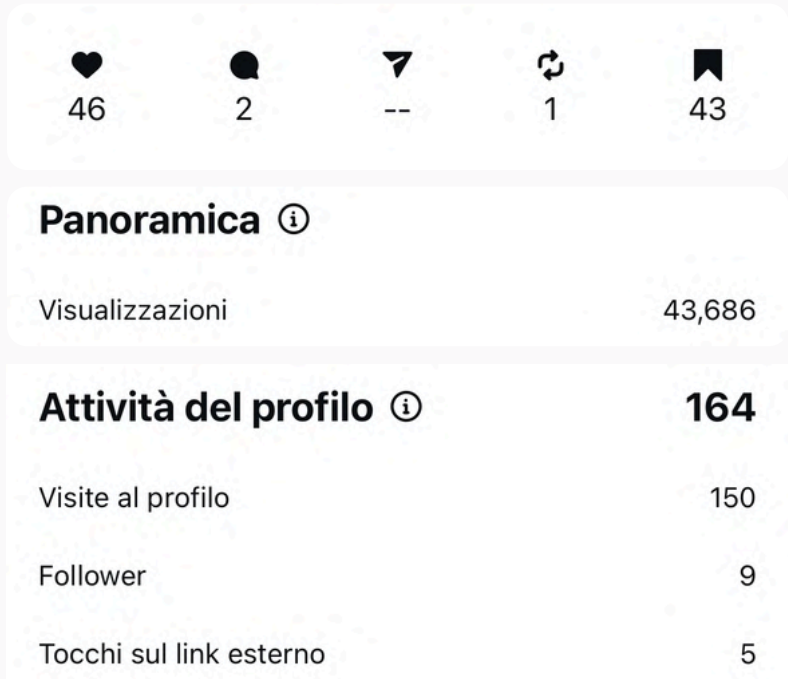 46 2 -- 1 43
Panoramica
Visualizzazioni 43,686
Attività del profilo 164
Visite al profilo 150
Follower 9
Tocchi sul link esterno 5